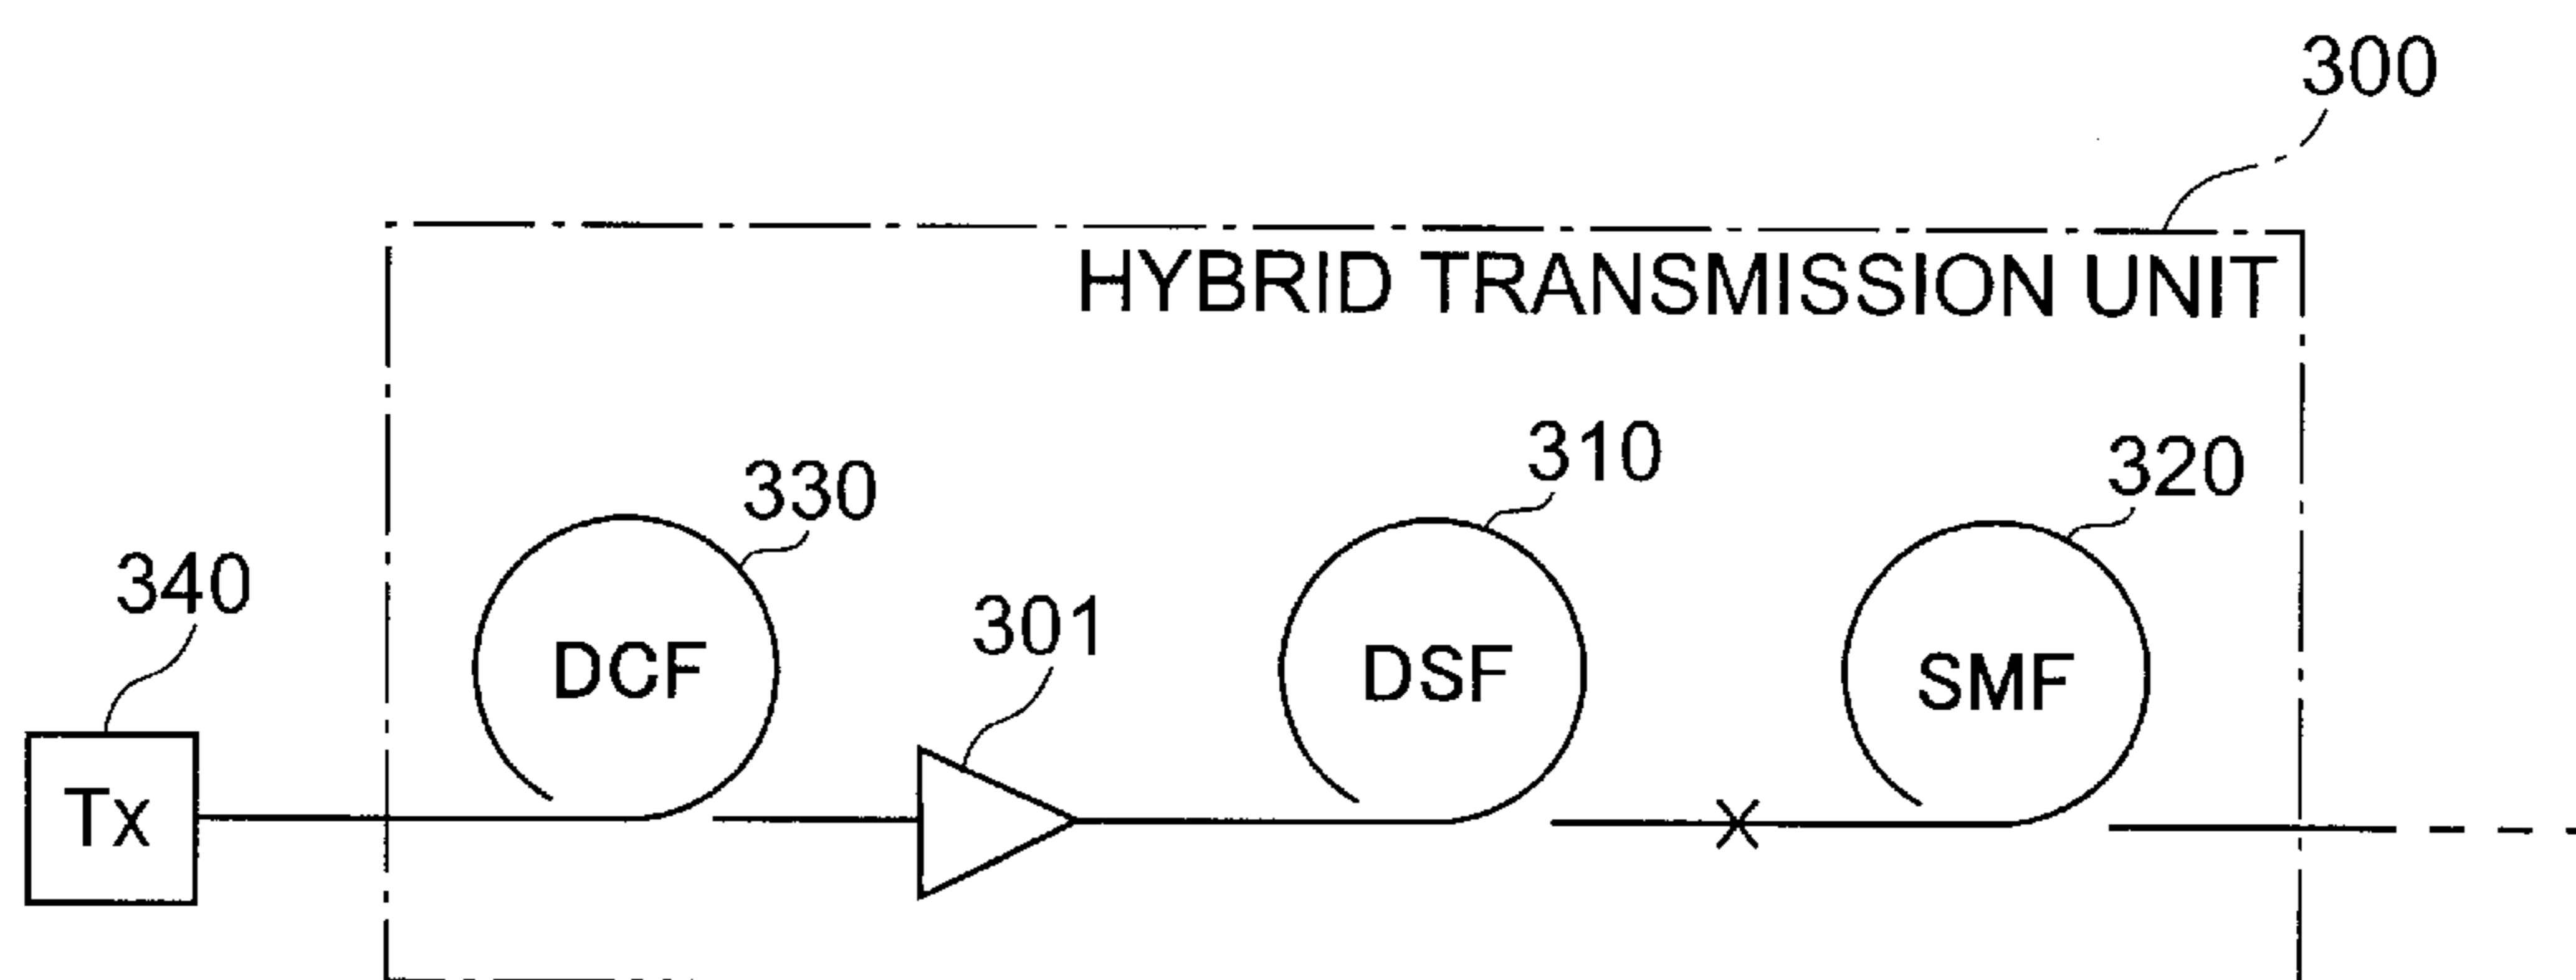 300
HYBRID TRANSMISSION UNIT
310
320
330
340
301
DCF
DSF
SMF
Tx